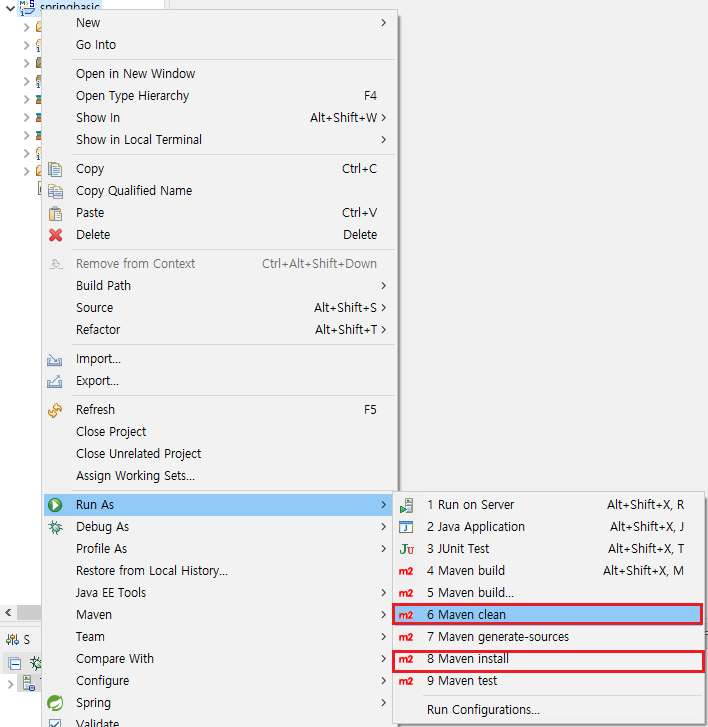 springbasic
New
Go Into
Open in New Window
Open Type Hierarchy F4
Show In Alt+Shift+W
Show in Local Terminal
Copy Ctrl+C
Copy Qualified Name
Paste Ctrl+V
Delete Delete
Remove from Context Ctrl+Alt+Shift+Down
Build Path
Source Alt+Shift+S
Refactor Alt+Shift+T
Import...
Export...
Refresh F5
Close Project
Close Unrelated Project
Assign Working Sets...
Run As
Debug As
Profile As
Restore from Local History...
Java EE Tools
Maven
Team
Compare With
Configure
Spring
Validate
1 Run on Server Alt+Shift+X, R
2 Java Application Alt+Shift+X, J
JU 3 JUnit Test Alt+Shift+X, T
m2 4 Maven build Alt+Shift+X, M
m2 5 Maven build...
m2 6 Maven clean
m2 7 Maven generate-sources
m2 8 Maven install
m2 9 Maven test
Run Configurations...
S